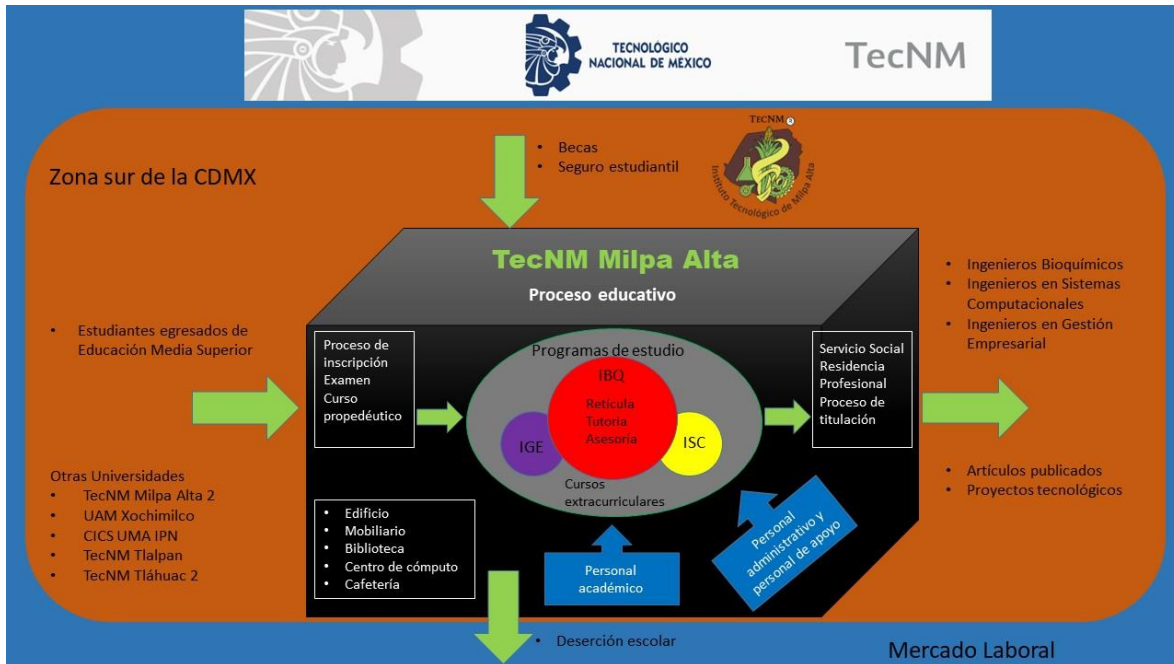 TECNOLÓGICO
NACIONAL DE MÉXICO
TecNM
Zona sur de la CDMX
• Becas
• Seguro estudiantil
TECNM ®
Instituto Tecnológico de Milpa Alta
TecNM Milpa Alta
Proceso educativo
• Estudiantes egresados de
Educación Media Superior
Proceso de
inscripción
Examen
Curso
propedéutico
Programas de estudio
IBQ
Retícula
Tutoria
Asesoría
IGE
ISC
Cursos
extracurriculares
Servicio Social
Residencia
Profesional
Proceso de
titulación
• Ingenieros Bioquímicos
• Ingenieros en Sistemas
Computacionales
• Ingenieros en Gestión
Empresarial
• Artículos publicados
• Proyectos tecnológicos
Otras Universidades
• TecNM Milpa Alta 2
• UAM Xochimilco
• CICS UMA IPN
• TecNM Tlalpan
• TecNM Tláhuac 2
• Edificio
• Mobiliario
• Biblioteca
• Centro de cómputo
• Cafetería
Personal
académico
Personal
administrativo y
personal de apoyo
• Deserción escolar
Mercado Laboral